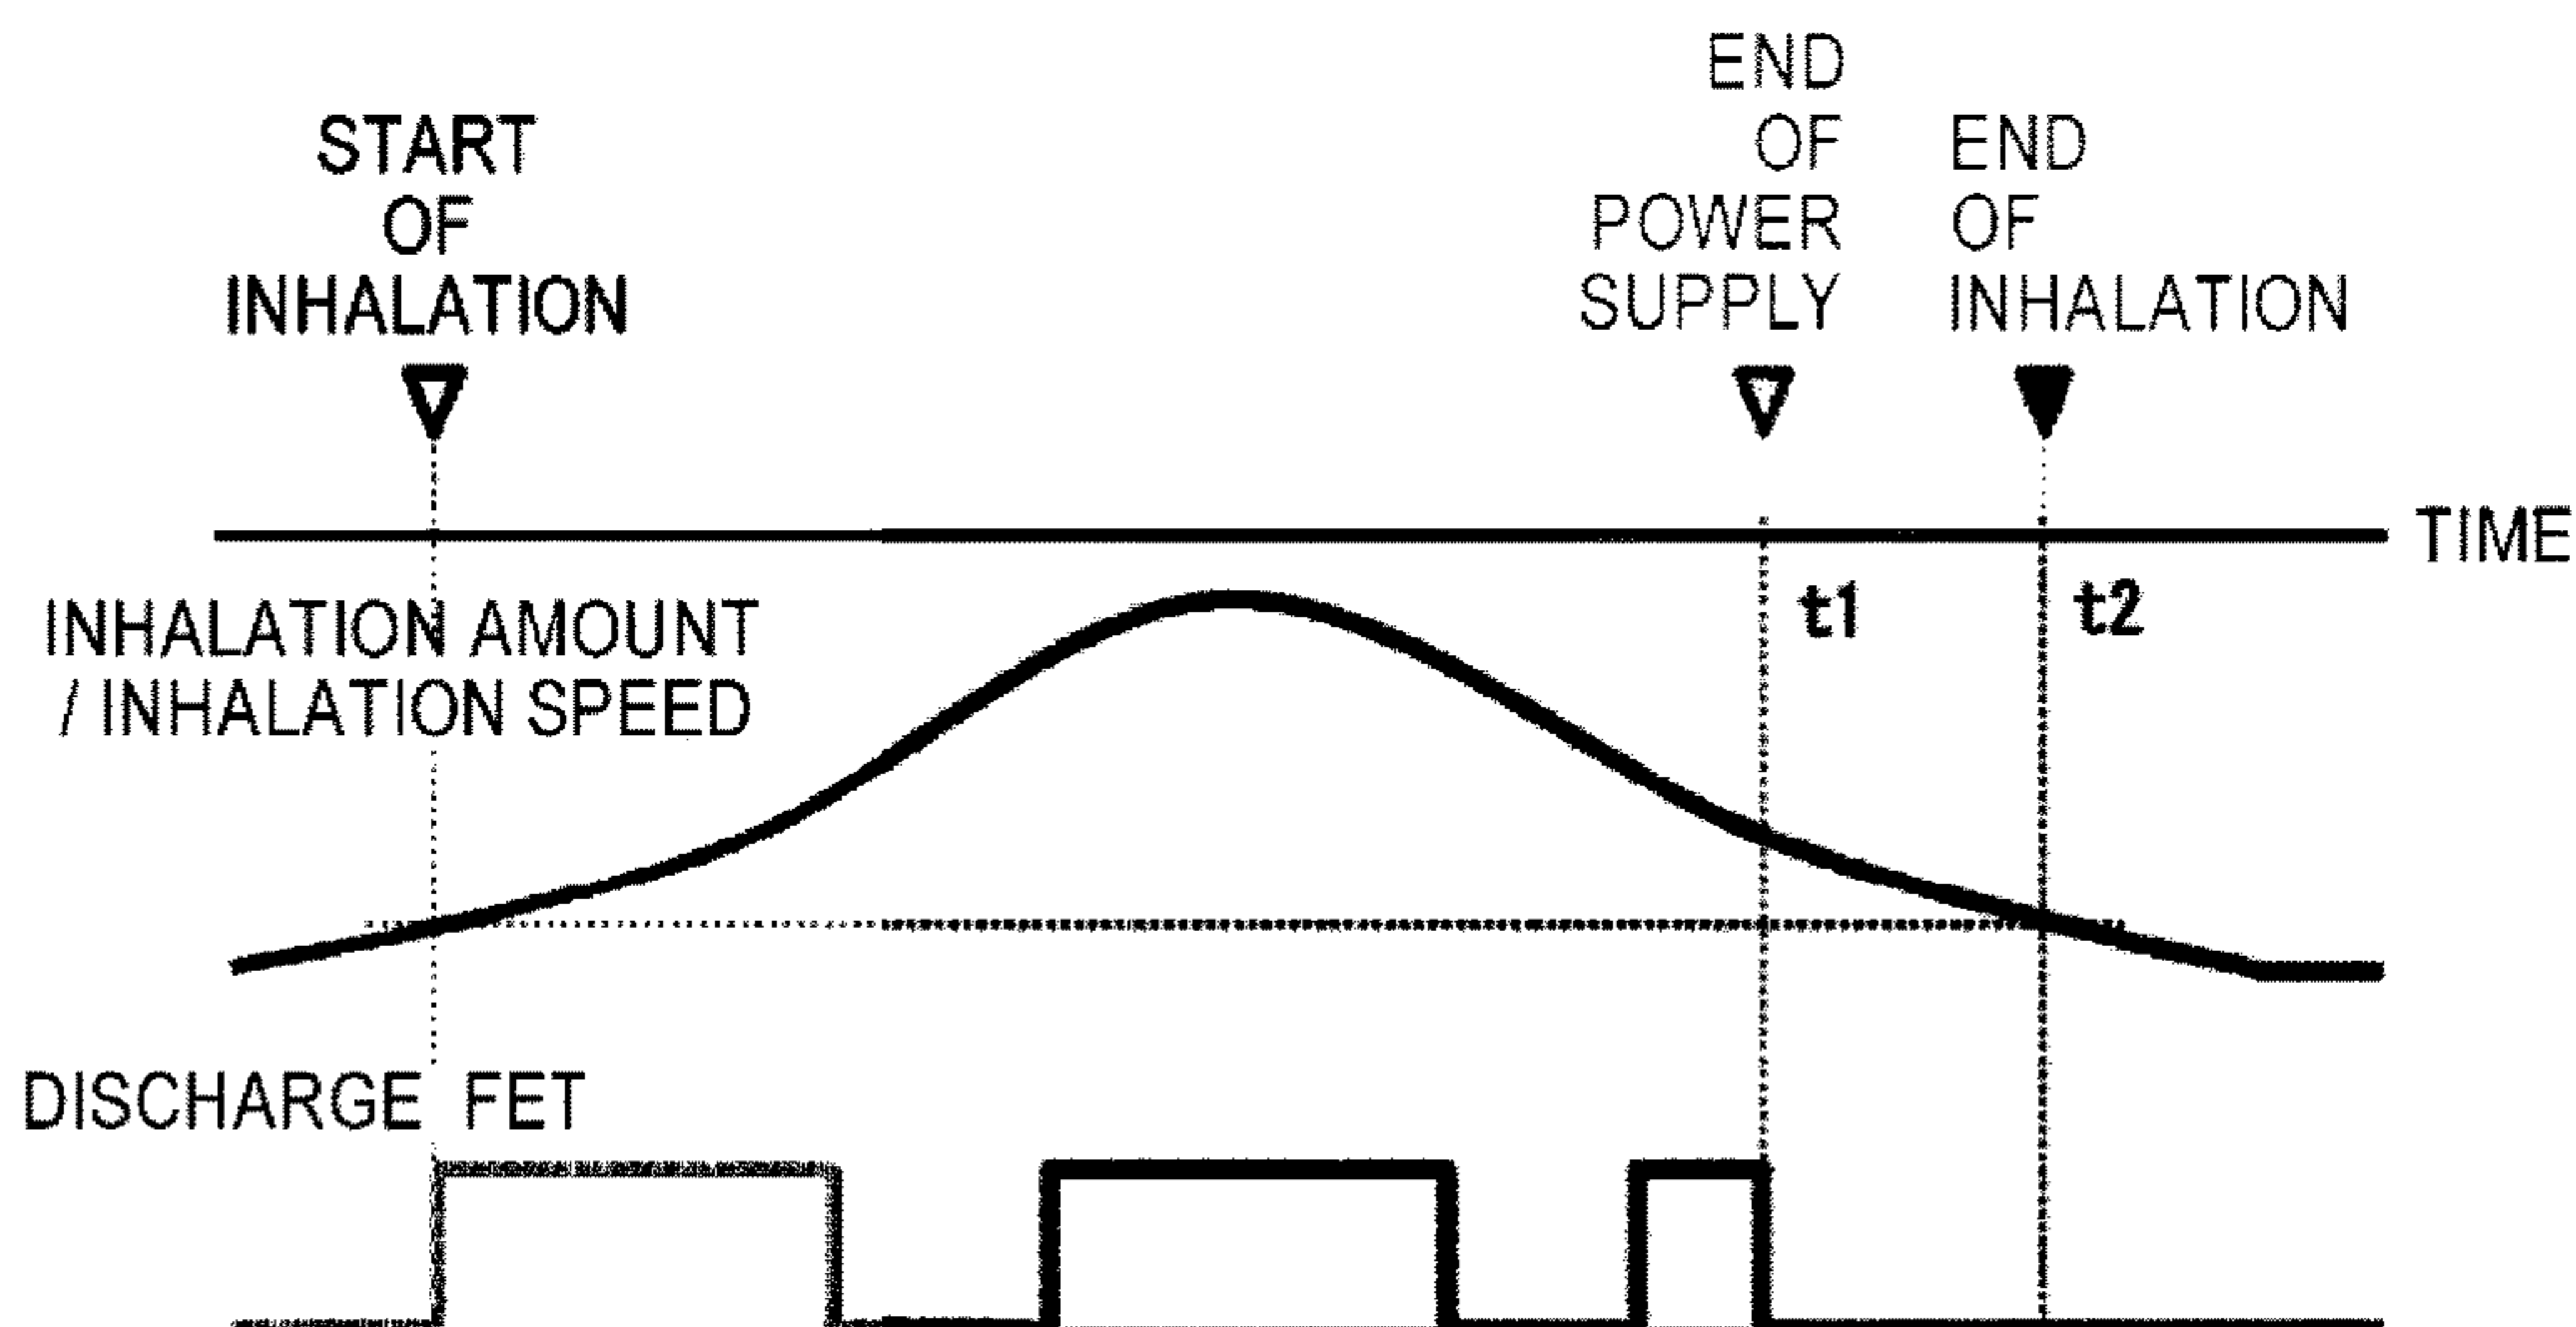 START
OF
INHALATION
END
OF
POWER
SUPPLY
END
OF
INHALATION
TIME
t1
t2
INHALATION AMOUNT
/ INHALATION SPEED
DISCHARGE FET